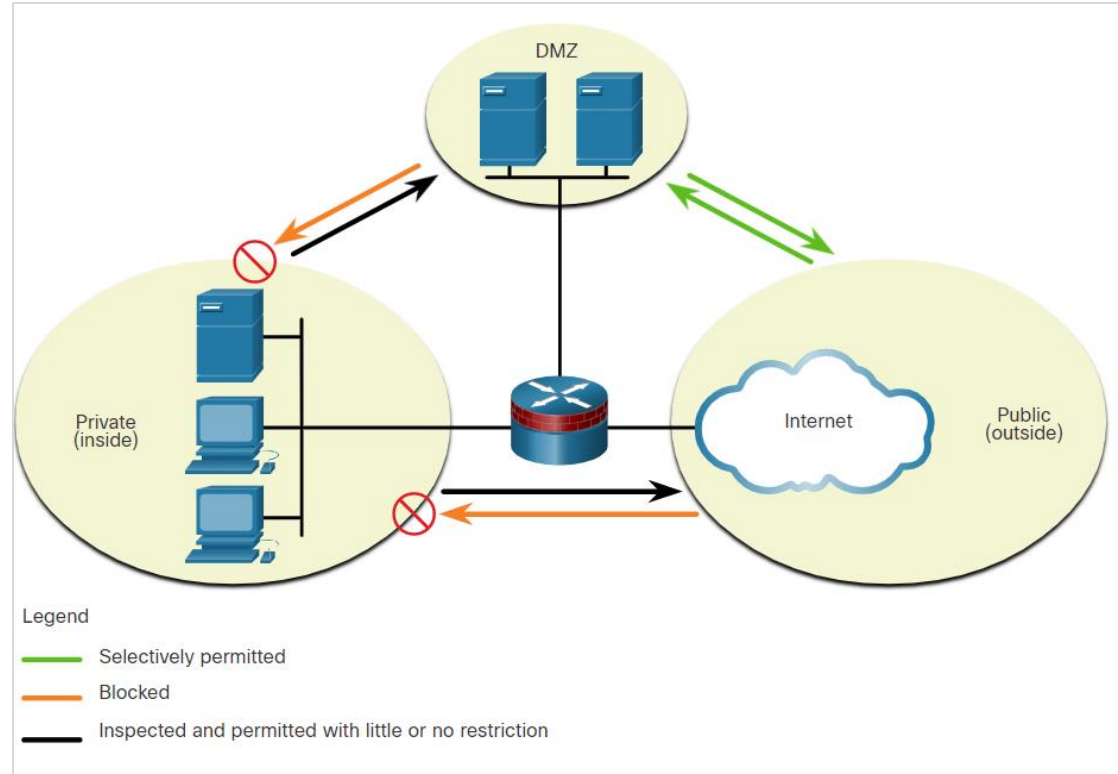 DMZ
Private
(inside)
Internet
Public
(outside)
Legend
Selectively permitted
Blocked
Inspected and permitted with little or no restriction